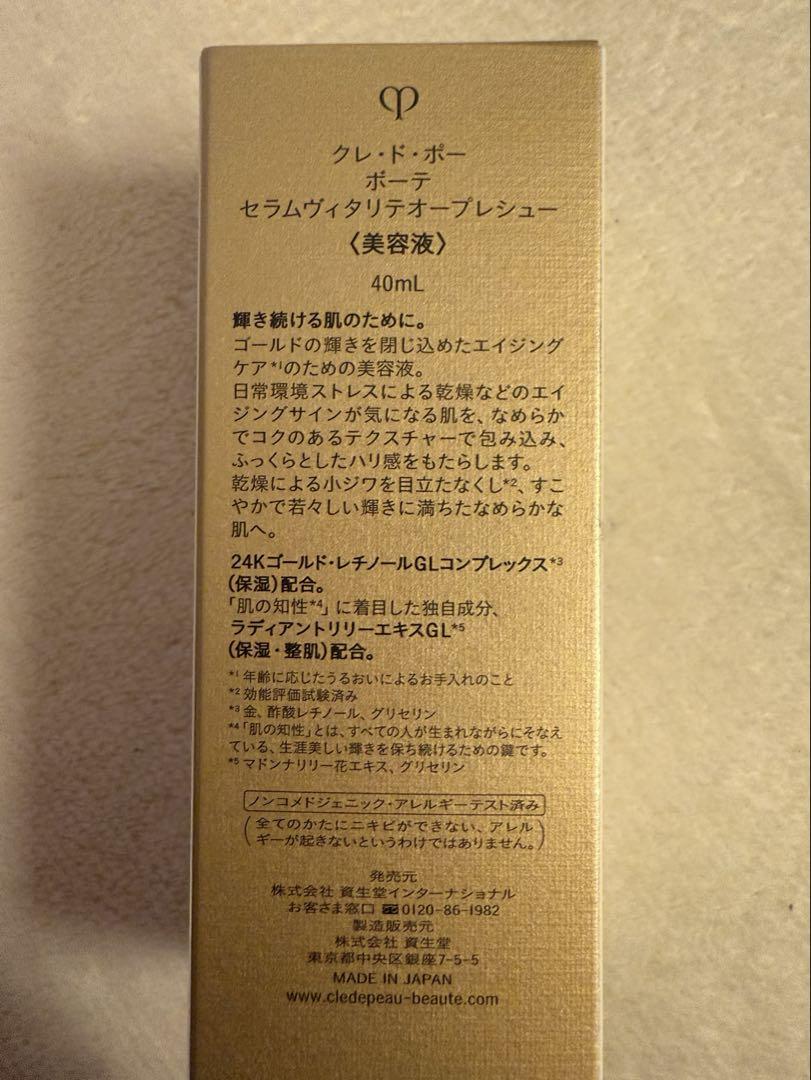 クレ・ド・ポー
ボーテ
セラムヴィタリテオープレシュー
〈美容液〉
40mL
輝き続ける肌のために。
ゴールドの輝きを閉じ込めたエイジング
ケア*1のための美容液。
日常環境ストレスによる乾燥などのエイ
ジングサインが気になる肌を、なめらか
でコクのあるテクスチャーで包み込み、
ふっくらとしたハリ感をもたらします。
乾燥による小ジワを目立たなくし*2、すこ
やかで若々しい輝きに満ちたなめらかな
肌へ。
24Kゴールド・レチノールGLコンプレックス*3
(保湿)配合。
「肌の知性*4」に着目した独自成分、
ラディアントリリーエキスGL*5
(保湿・整肌)配合。
*1 年齢に応じたうるおいによるお手入れのこと
*2 効能評価試験済み
*3 金、酢酸レチノール、グリセリン
*4「肌の知性」とは、すべての人が生まれながらにそなえ
ている、生涯美しい輝きを保ち続けるための鍵です。
*5 マドンナリリー花エキス、グリセリン
ノンコメドジェニック・アレルギーテスト済み
(全てのかたにニキビができない、アレル
ギーが起きないというわけではありません。)
発売元
株式会社 資生堂インターナショナル
お客さま窓口 0120-86-1982
製造販売元
株式会社 資生堂
東京都中央区銀座7-5-5
MADE IN JAPAN
www.cledepeau-beaute.com